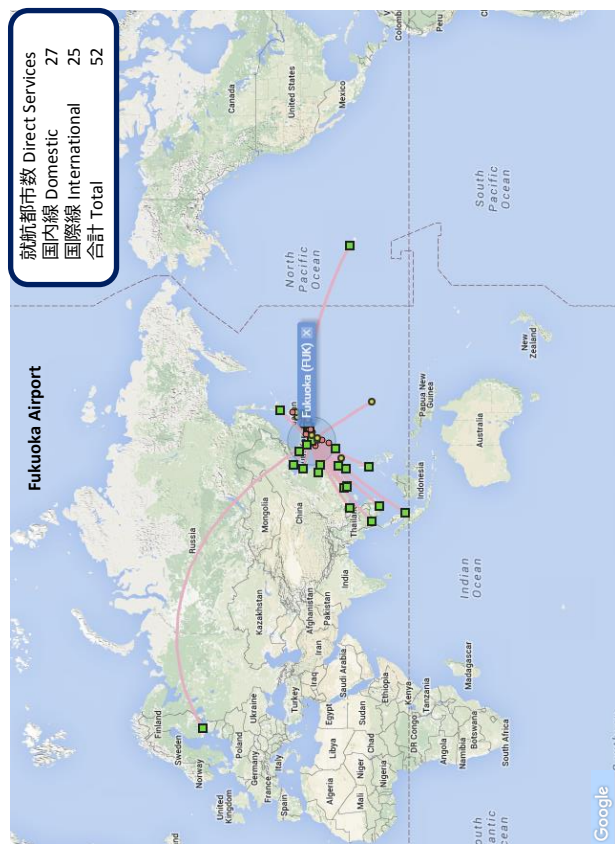 Fukuoka Airport
就航都市数 Direct Services
国内線 Domestic 27
国際線 International 25
合計 Total 52
Fukuoka (FUK) X
Canada
United States
Mexico
Colombia
Peru
North
Pacific
Ocean
South
Pacific
Ocean
Russia
Finland
Sweden
Norway
United
Kingdom
Poland
Germany
Ukraine
France
Italy
Spain
Turkey
Kazakhstan
Mongolia
China
Afghanistan
Pakistan
Iran
Iraq
India
Thailand
Saudi Arabia
Egypt
Libya
Algeria
Mali
Niger
Chad
Sudan
Nigeria
Ethiopia
Kenya
DR Congo
Tanzania
Angola
Namibia
Botswana
Madagascar
South Africa
Indian
Ocean
Indonesia
Papua New
Guinea
Australia
New
Zealand
Google